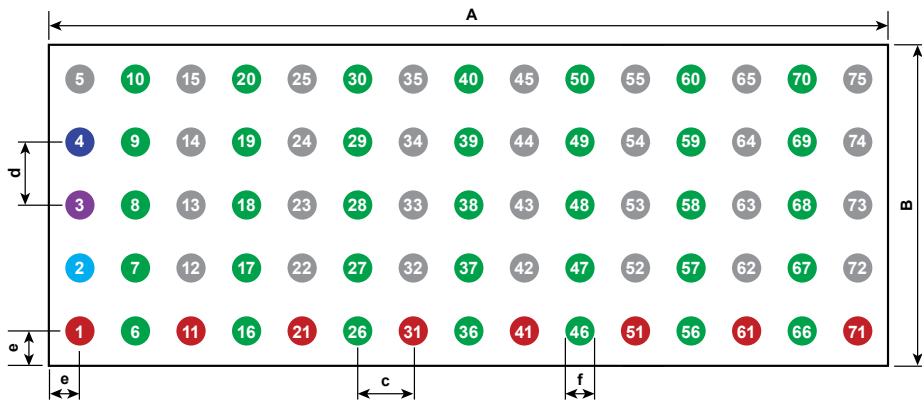 A
5 10 15 20 25 30 35 40 45 50 55 60 65 70 75
4 9 14 19 24 29 34 39 44 49 54 59 64 69 74
d
B
3 8 13 18 23 28 33 38 43 48 53 58 63 68 73
2 7 12 17 22 27 32 37 42 47 52 57 62 67 72
1 6 11 16 21 26 31 36 41 46 51 56 61 66 71
e
e c f